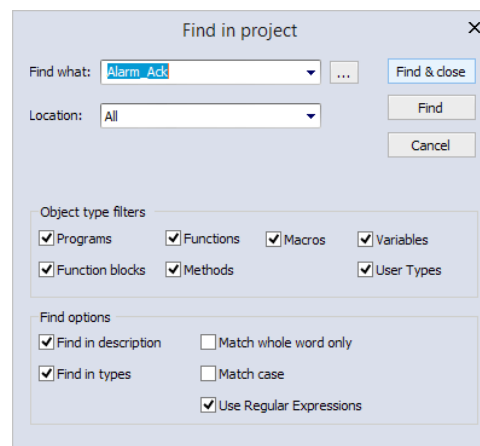 Find in project
Find what: Alarm_Ack ... Find & close
Location: All Find
Cancel
Object type filters
Programs Functions Macros Variables
Function blocks Methods User Types
Find options
Find in description Match whole word only
Find in types Match case
Use Regular Expressions